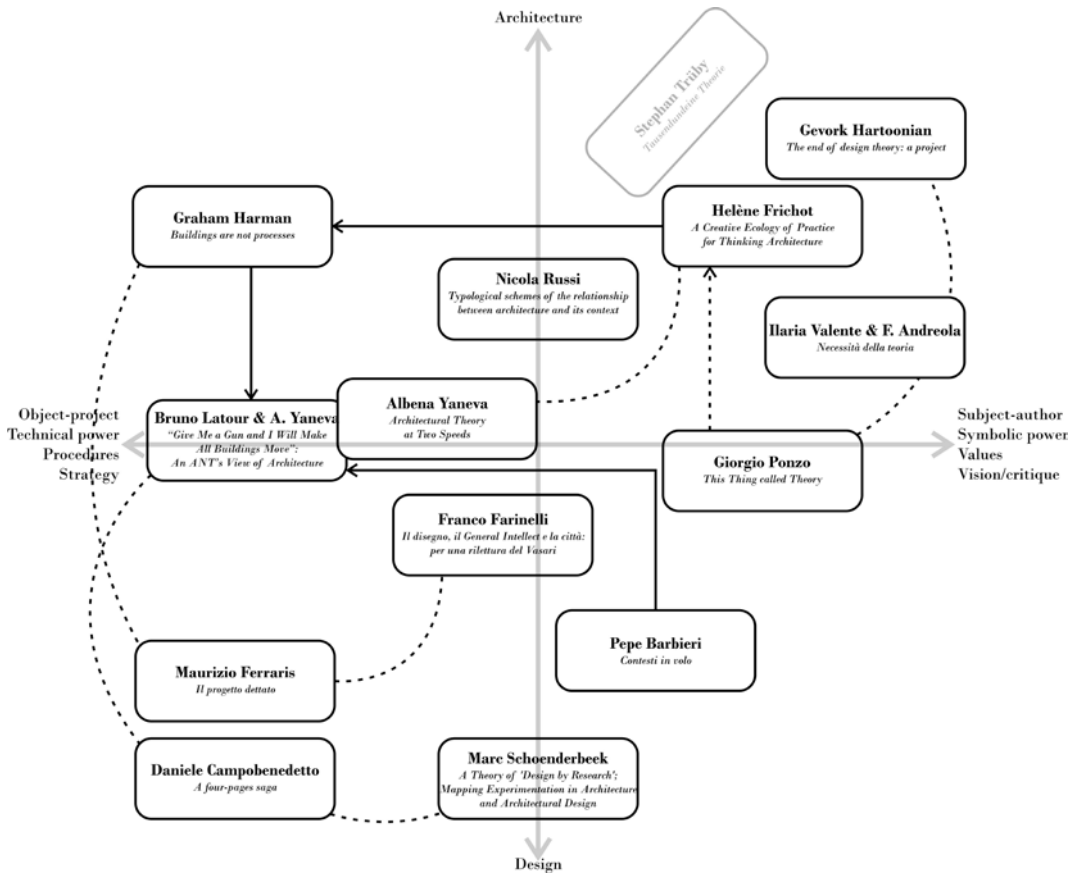 Architecture
Stephan Trüby
Tausendundeine Theorie
Gevork Hartoonian
The end of design theory: a project
Graham Harman
Buildings are not processes
Helène Frichot
A Creative Ecology of Practice
for Thinking Architecture
Nicola Russi
Typological schemes of the relationship
between architecture and its context
Ilaria Valente & F. Andreola
Necessità della teoria
Object-project
Technical power
Procedures
Strategy
Bruno Latour & A. Yaneva
“Give Me a Gun and I Will Make
All Buildings Move”:
An ANT's View of Architecture
Albena Yaneva
Architectural Theory
at Two Speeds
Subject-author
Symbolic power
Values
Vision/critique
Giorgio Ponzo
This Thing called Theory
Franco Farinelli
Il disegno, il General Intellect e la città:
per una rilettura del Vasari
Pepe Barbieri
Contesti in volo
Maurizio Ferraris
Il progetto dettato
Daniele Campobenedetto
A four-pages saga
Marc Schoenderbeek
A Theory of 'Design by Research';
Mapping Experimentation in Architecture
and Architectural Design
Design